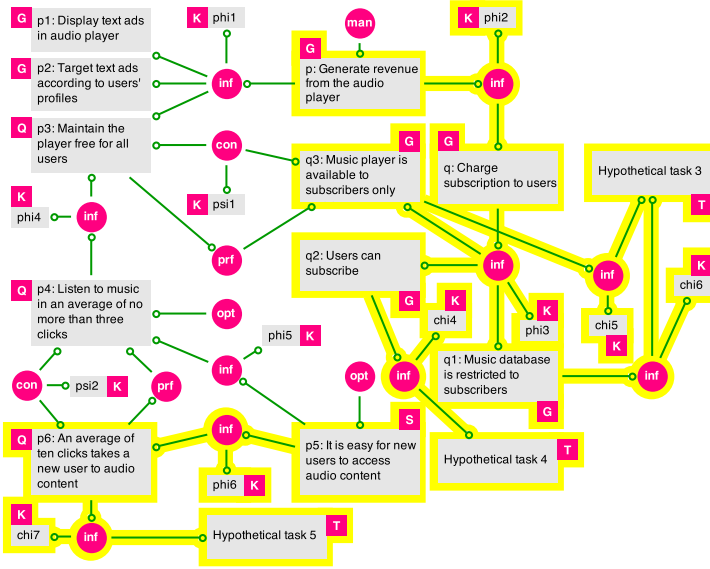 G
p1: Display text ads
in audio player
K
phi1
man
K
phi2
G
p2: Target text ads
according to users'
profiles
inf
G
p: Generate revenue
from the audio
player
inf
Q
p3: Maintain the
player free for all
users
con
G
q3: Music player is
available to
subscribers only
G
q: Charge
subscription to users
Hypothetical task 3
T
K
phi4
inf
K
psi1
prf
q2: Users can
subscribe
G
inf
inf
K
chi6
Q
p4: Listen to music
in an average of no
more than three
clicks
opt
phi5
K
K
chi4
K
phi3
chi5
K
con
psi2
K
prf
inf
opt
inf
q1: Music database
is restricted to
subscribers
G
inf
Q
p6: An average of
ten clicks takes a
new user to audio
content
inf
phi6
K
S
p5: It is easy for new
users to access
audio content
Hypothetical task 4
T
K
chi7
inf
Hypothetical task 5
T